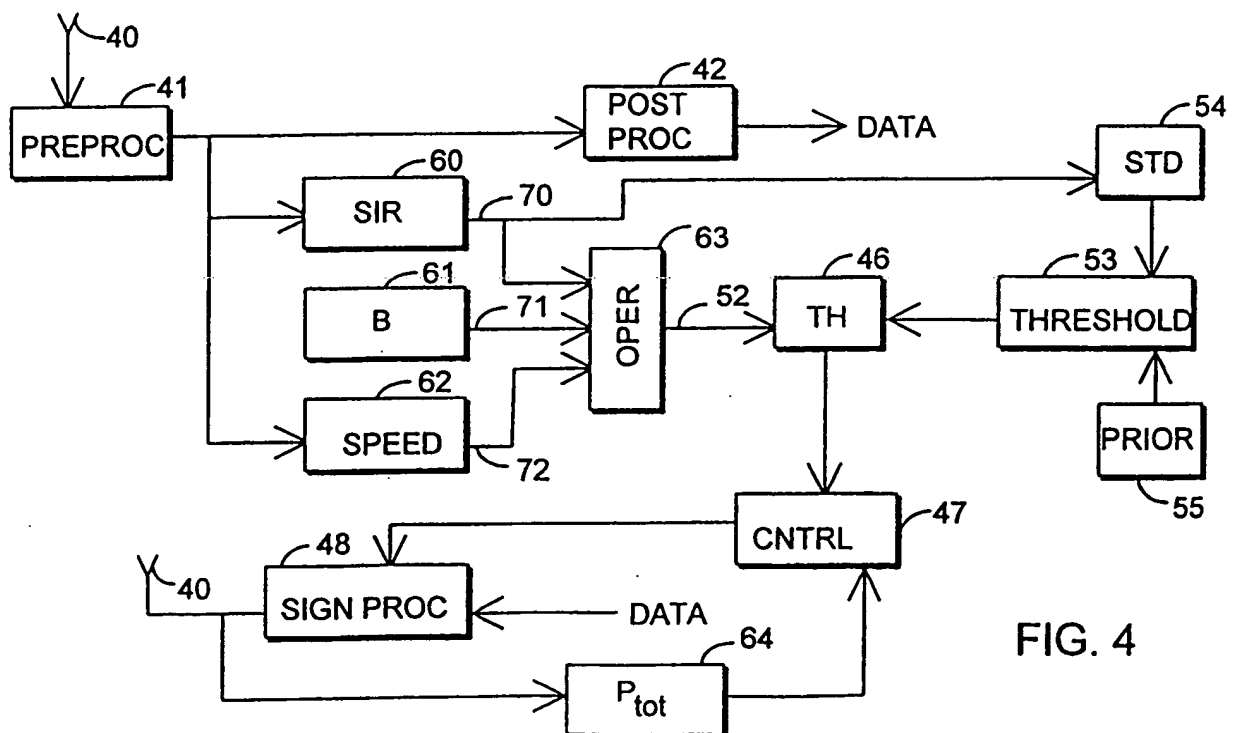 40
41
PREPROC
42
POST
PROC
DATA
54
STD
60
SIR
70
63
OPER
61
B
71
52
46
TH
53
THRESHOLD
62
SPEED
72
PRIOR
55
47
CNTRL
48
40
SIGN PROC
DATA
64
Ptot
FIG. 4